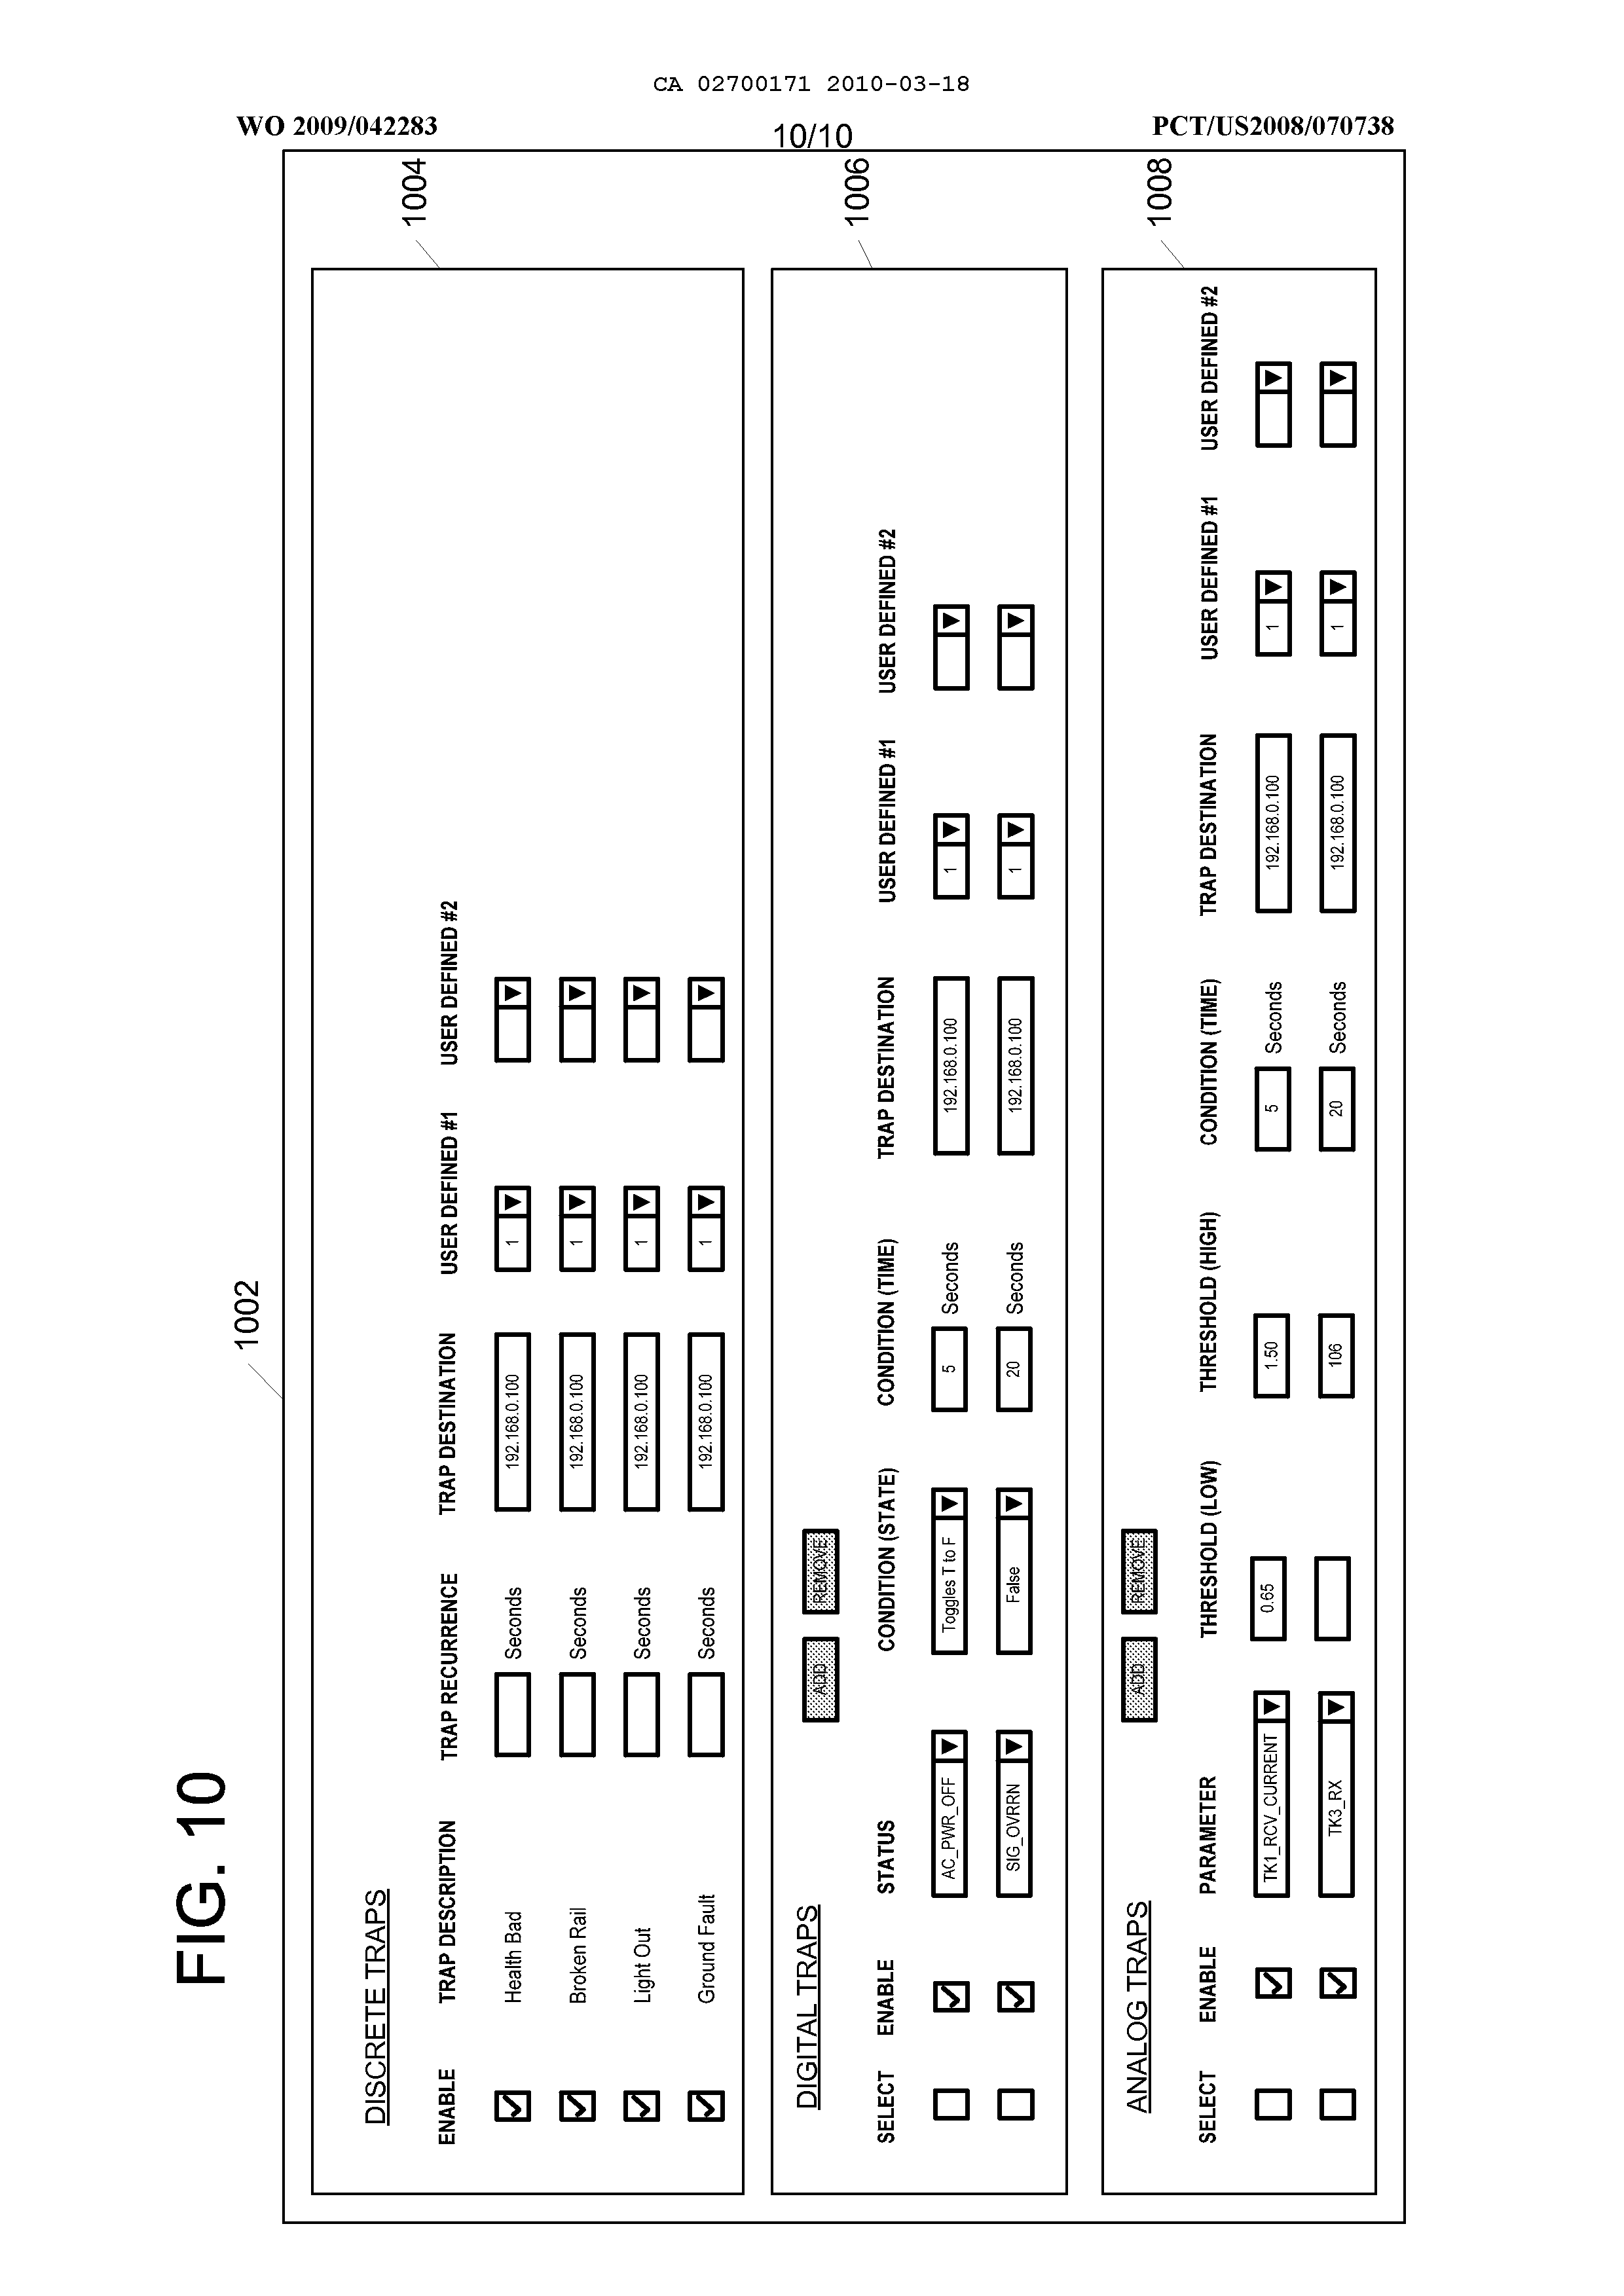 CA 02700171 2010-03-18
WO 2009/042283
10/10
PCT/US2008/070738
FIG. 10
1002
1004
DISCRETE TRAPS
ENABLE TRAP DESCRIPTION TRAP RECURRENCE TRAP DESTINATION USER DEFINED #1 USER DEFINED #2
Health Bad Seconds 192.168.0.100 1
Broken Rail Seconds 192.168.0.100 1
Light Out Seconds 192.168.0.100 1
Ground Fault Seconds 192.168.0.100 1
1006
DIGITAL TRAPS ADD REMOVE
SELECT ENABLE STATUS CONDITION (STATE) CONDITION (TIME) TRAP DESTINATION USER DEFINED #1 USER DEFINED #2
AC_PWR_OFF Toggles T to F 5 Seconds 192.168.0.100 1
SIG_OVRRN False 20 Seconds 192.168.0.100 1
1008
ANALOG TRAPS ADD REMOVE
SELECT ENABLE PARAMETER THRESHOLD (LOW) THRESHOLD (HIGH) CONDITION (TIME) TRAP DESTINATION USER DEFINED #1 USER DEFINED #2
TK1_RCV_CURRENT 0.65 1.50 5 Seconds 192.168.0.100 1
TK3_RX 106 20 Seconds 192.168.0.100 1